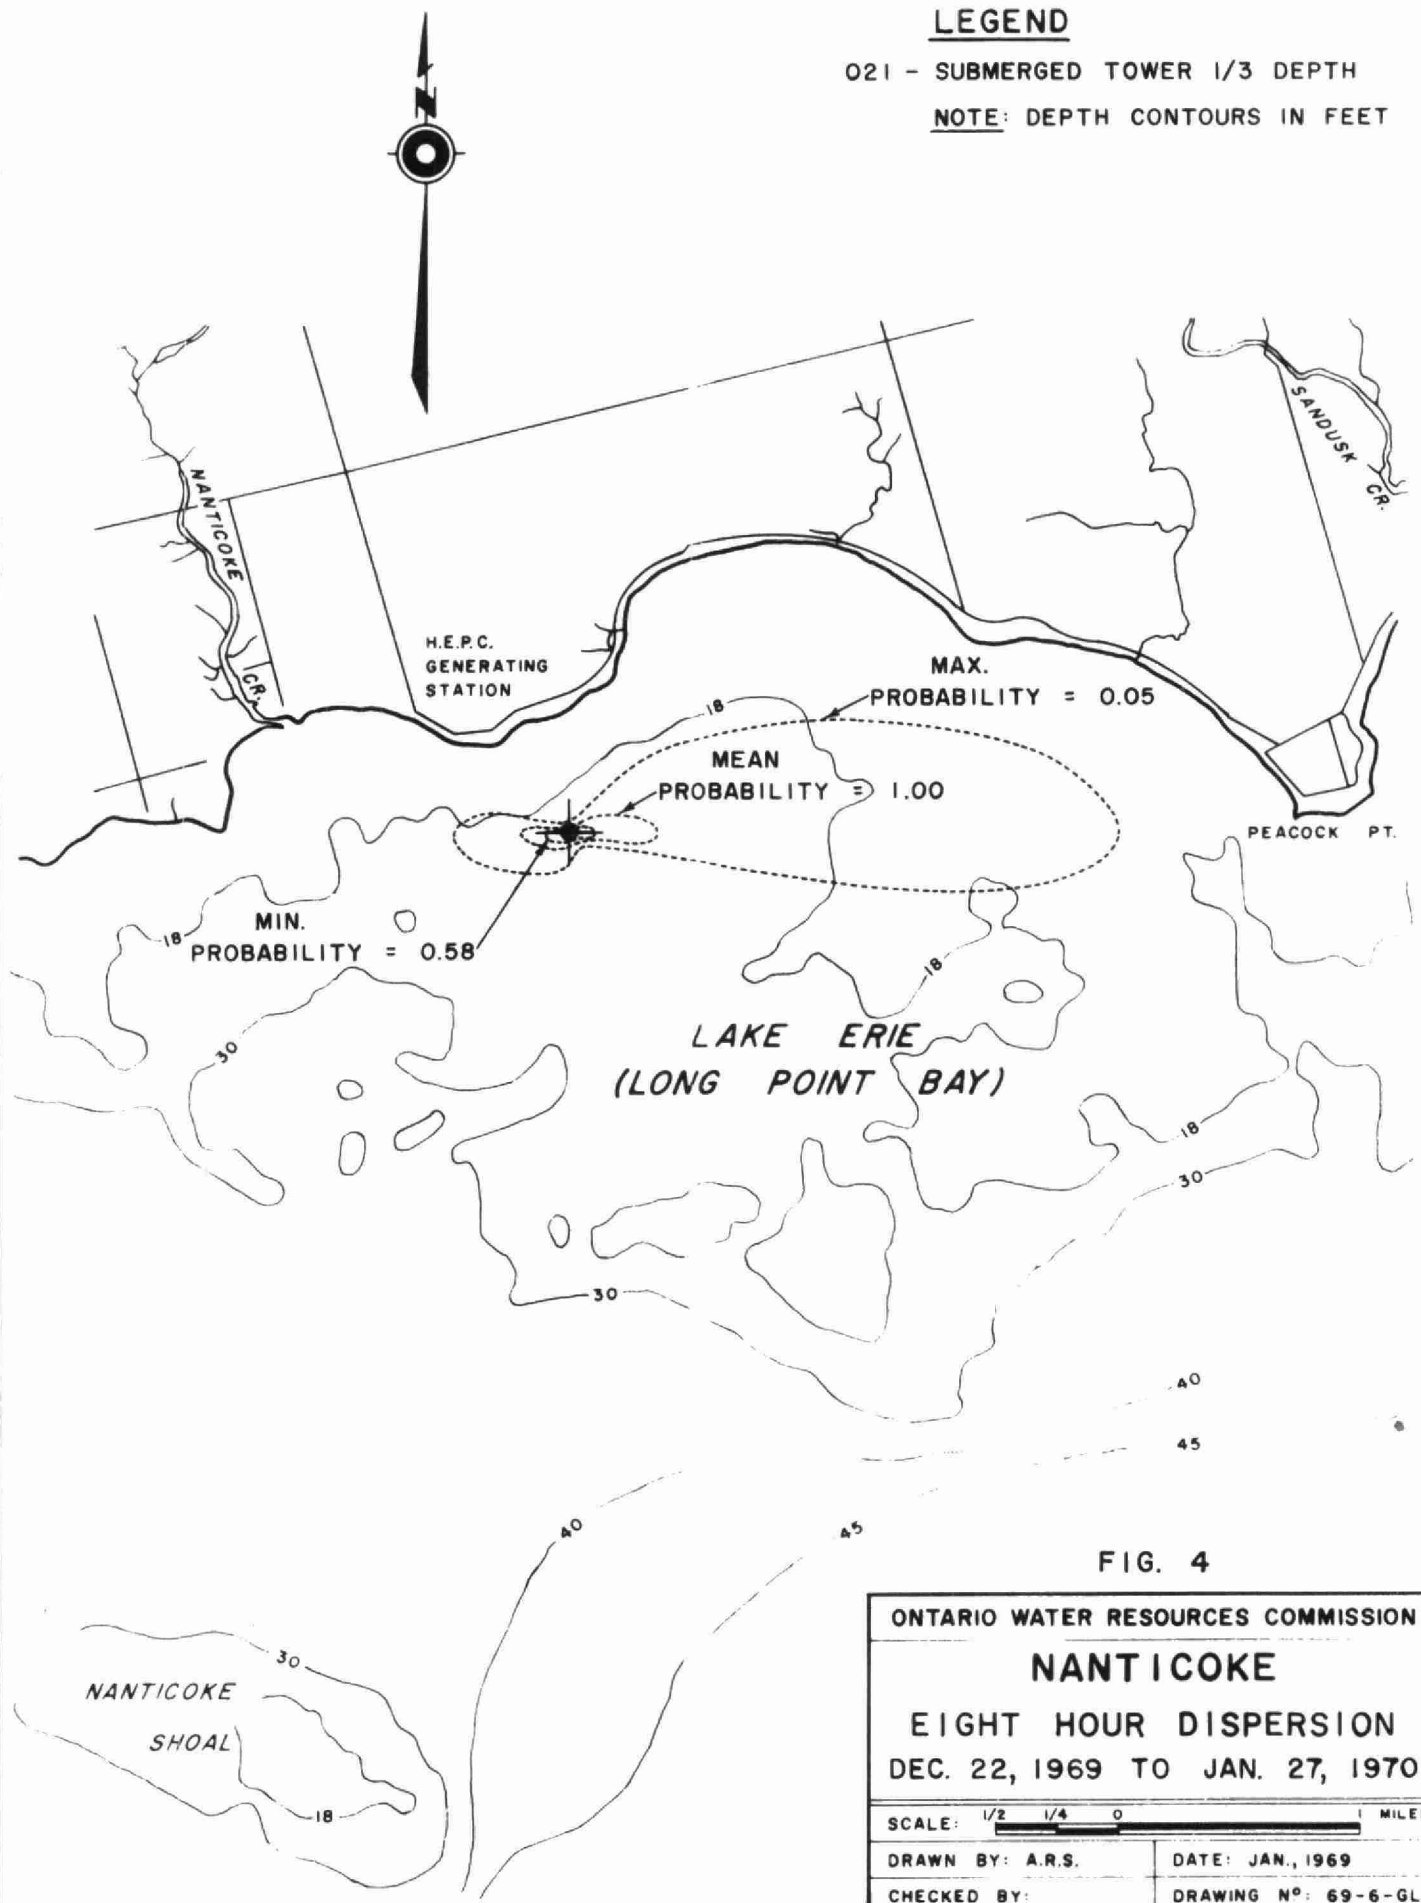 LEGEND
021 - SUBMERGED TOWER 1/3 DEPTH
NOTE: DEPTH CONTOURS IN FEET
N
SANDUSK CR.
NANTICOKE CR.
H.E.P.C.
GENERATING
STATION
MAX.
PROBABILITY = 0.05
18
MEAN
PROBABILITY = 1.00
PEACOCK PT.
MIN.
PROBABILITY = 0.58
18
18
30
LAKE ERIE
(LONG POINT BAY)
18
30
30
40
45
40
45
FIG. 4
ONTARIO WATER RESOURCES COMMISSION
NANTICOKE
EIGHT HOUR DISPERSION
DEC. 22, 1969 TO JAN. 27, 1970
SCALE: 1/2 1/4 0 1 MILE
DRAWN BY: A.R.S. DATE: JAN., 1969
CHECKED BY: DRAWING Nº: 69-6-GL
30
NANTICOKE
SHOAL
18